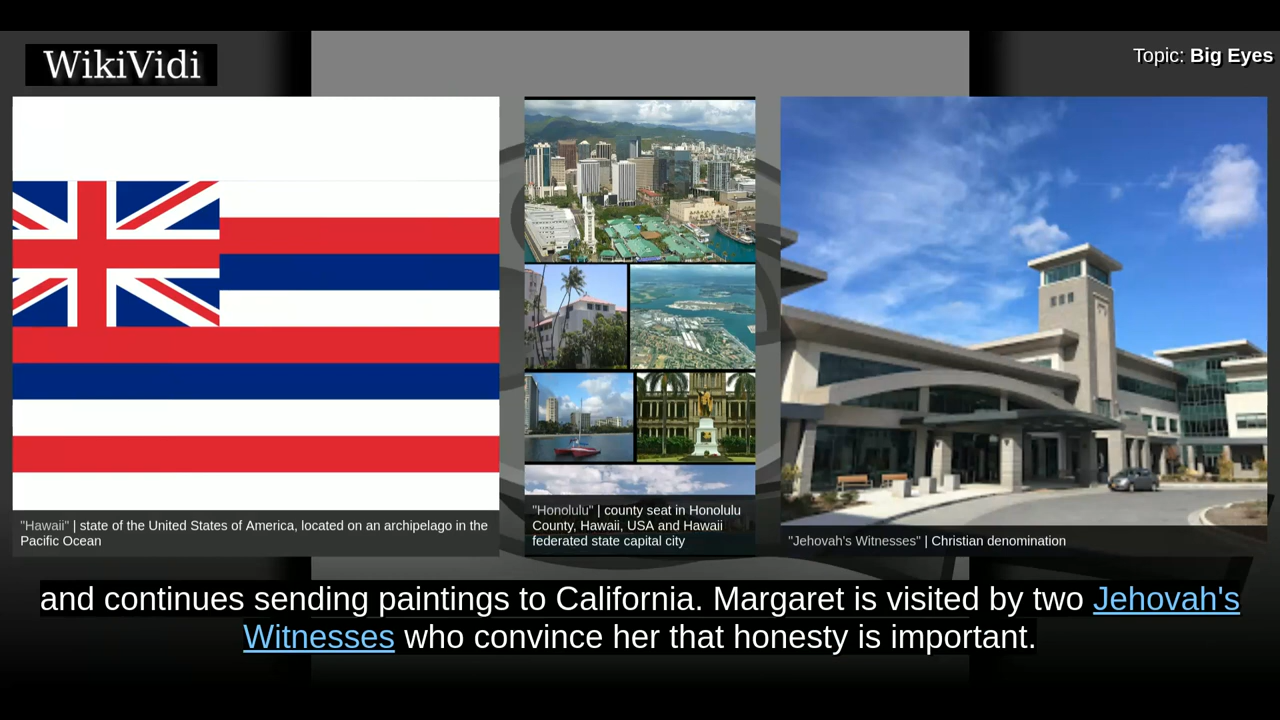 WikiVidi
Topic: Big Eyes
"Hawaii" | state of the United States of America, located on an archipelago in the
Pacific Ocean
"Honolulu" | county seat in Honolulu
County, Hawaii, USA and Hawaii
federated state capital city
"Jehovah's Witnesses" | Christian denomination
and continues sending paintings to California. Margaret is visited by two Jehovah's
Witnesses who convince her that honesty is important.